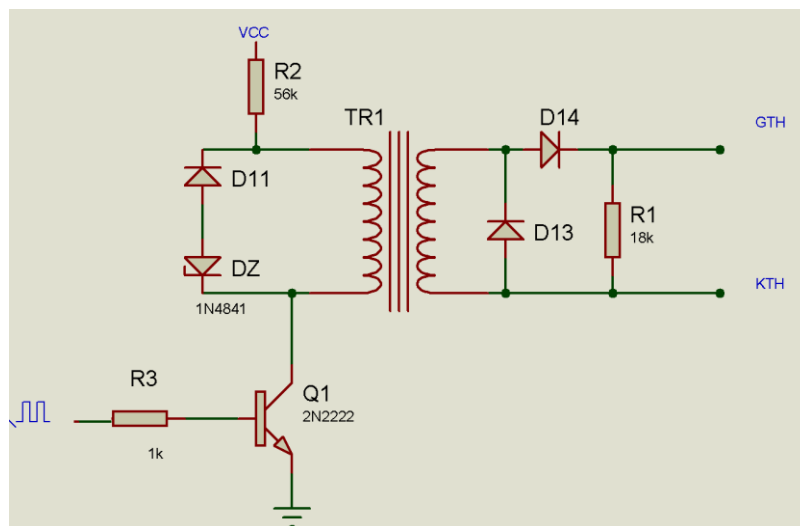 VCC
R2
56k
TR1
D14
GTH
D11
R1
18k
D13
DZ
KTH
1N4841
R3
Q1
2N2222
1k